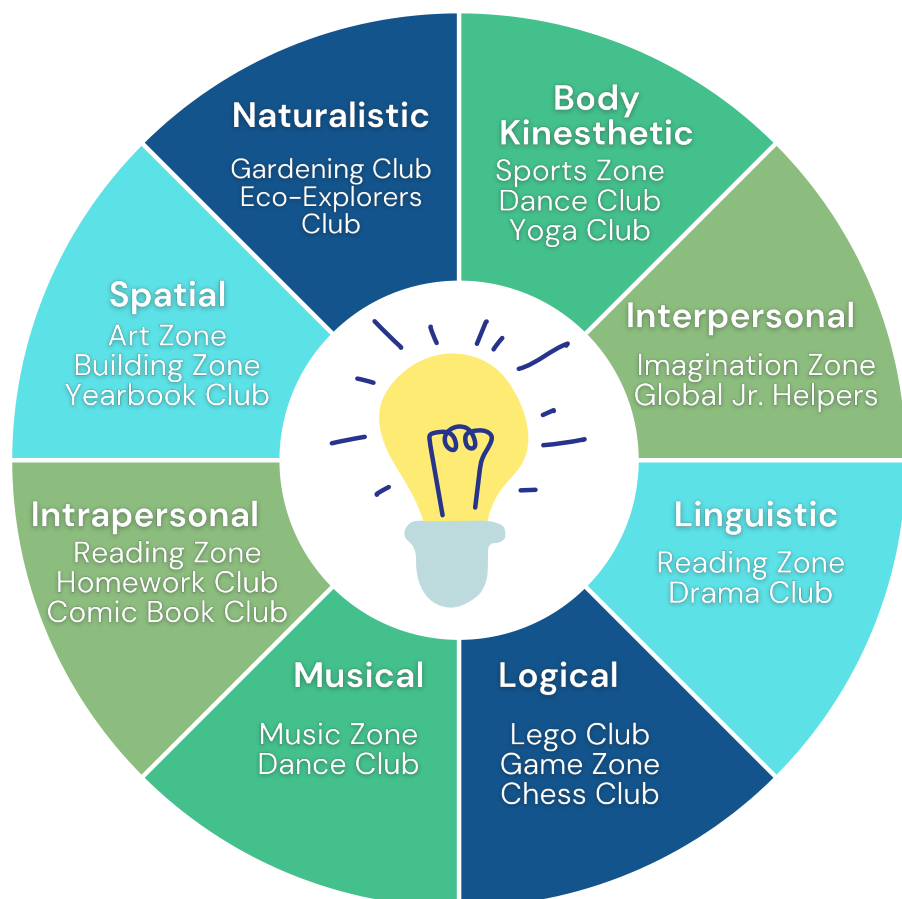 Naturalistic
Gardening Club
Eco-Explorers
Club
Body
Kinesthetic
Sports Zone
Dance Club
Yoga Club
Spatial
Art Zone
Building Zone
Yearbook Club
Interpersonal
Imagination Zone
Global Jr. Helpers
Intrapersonal
Reading Zone
Homework Club
Comic Book Club
Linguistic
Reading Zone
Drama Club
Musical
Music Zone
Dance Club
Logical
Lego Club
Game Zone
Chess Club